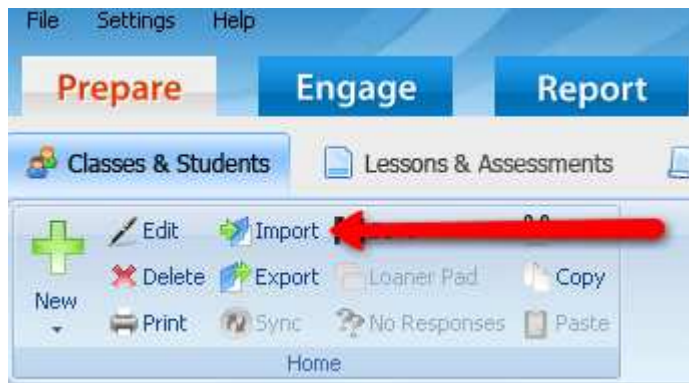 File Settings Help
Prepare Engage Report
Classes & Students Lessons & Assessments
Edit Import
Delete Export Loaner Pad Copy
New
Print Sync No Responses Paste
Home